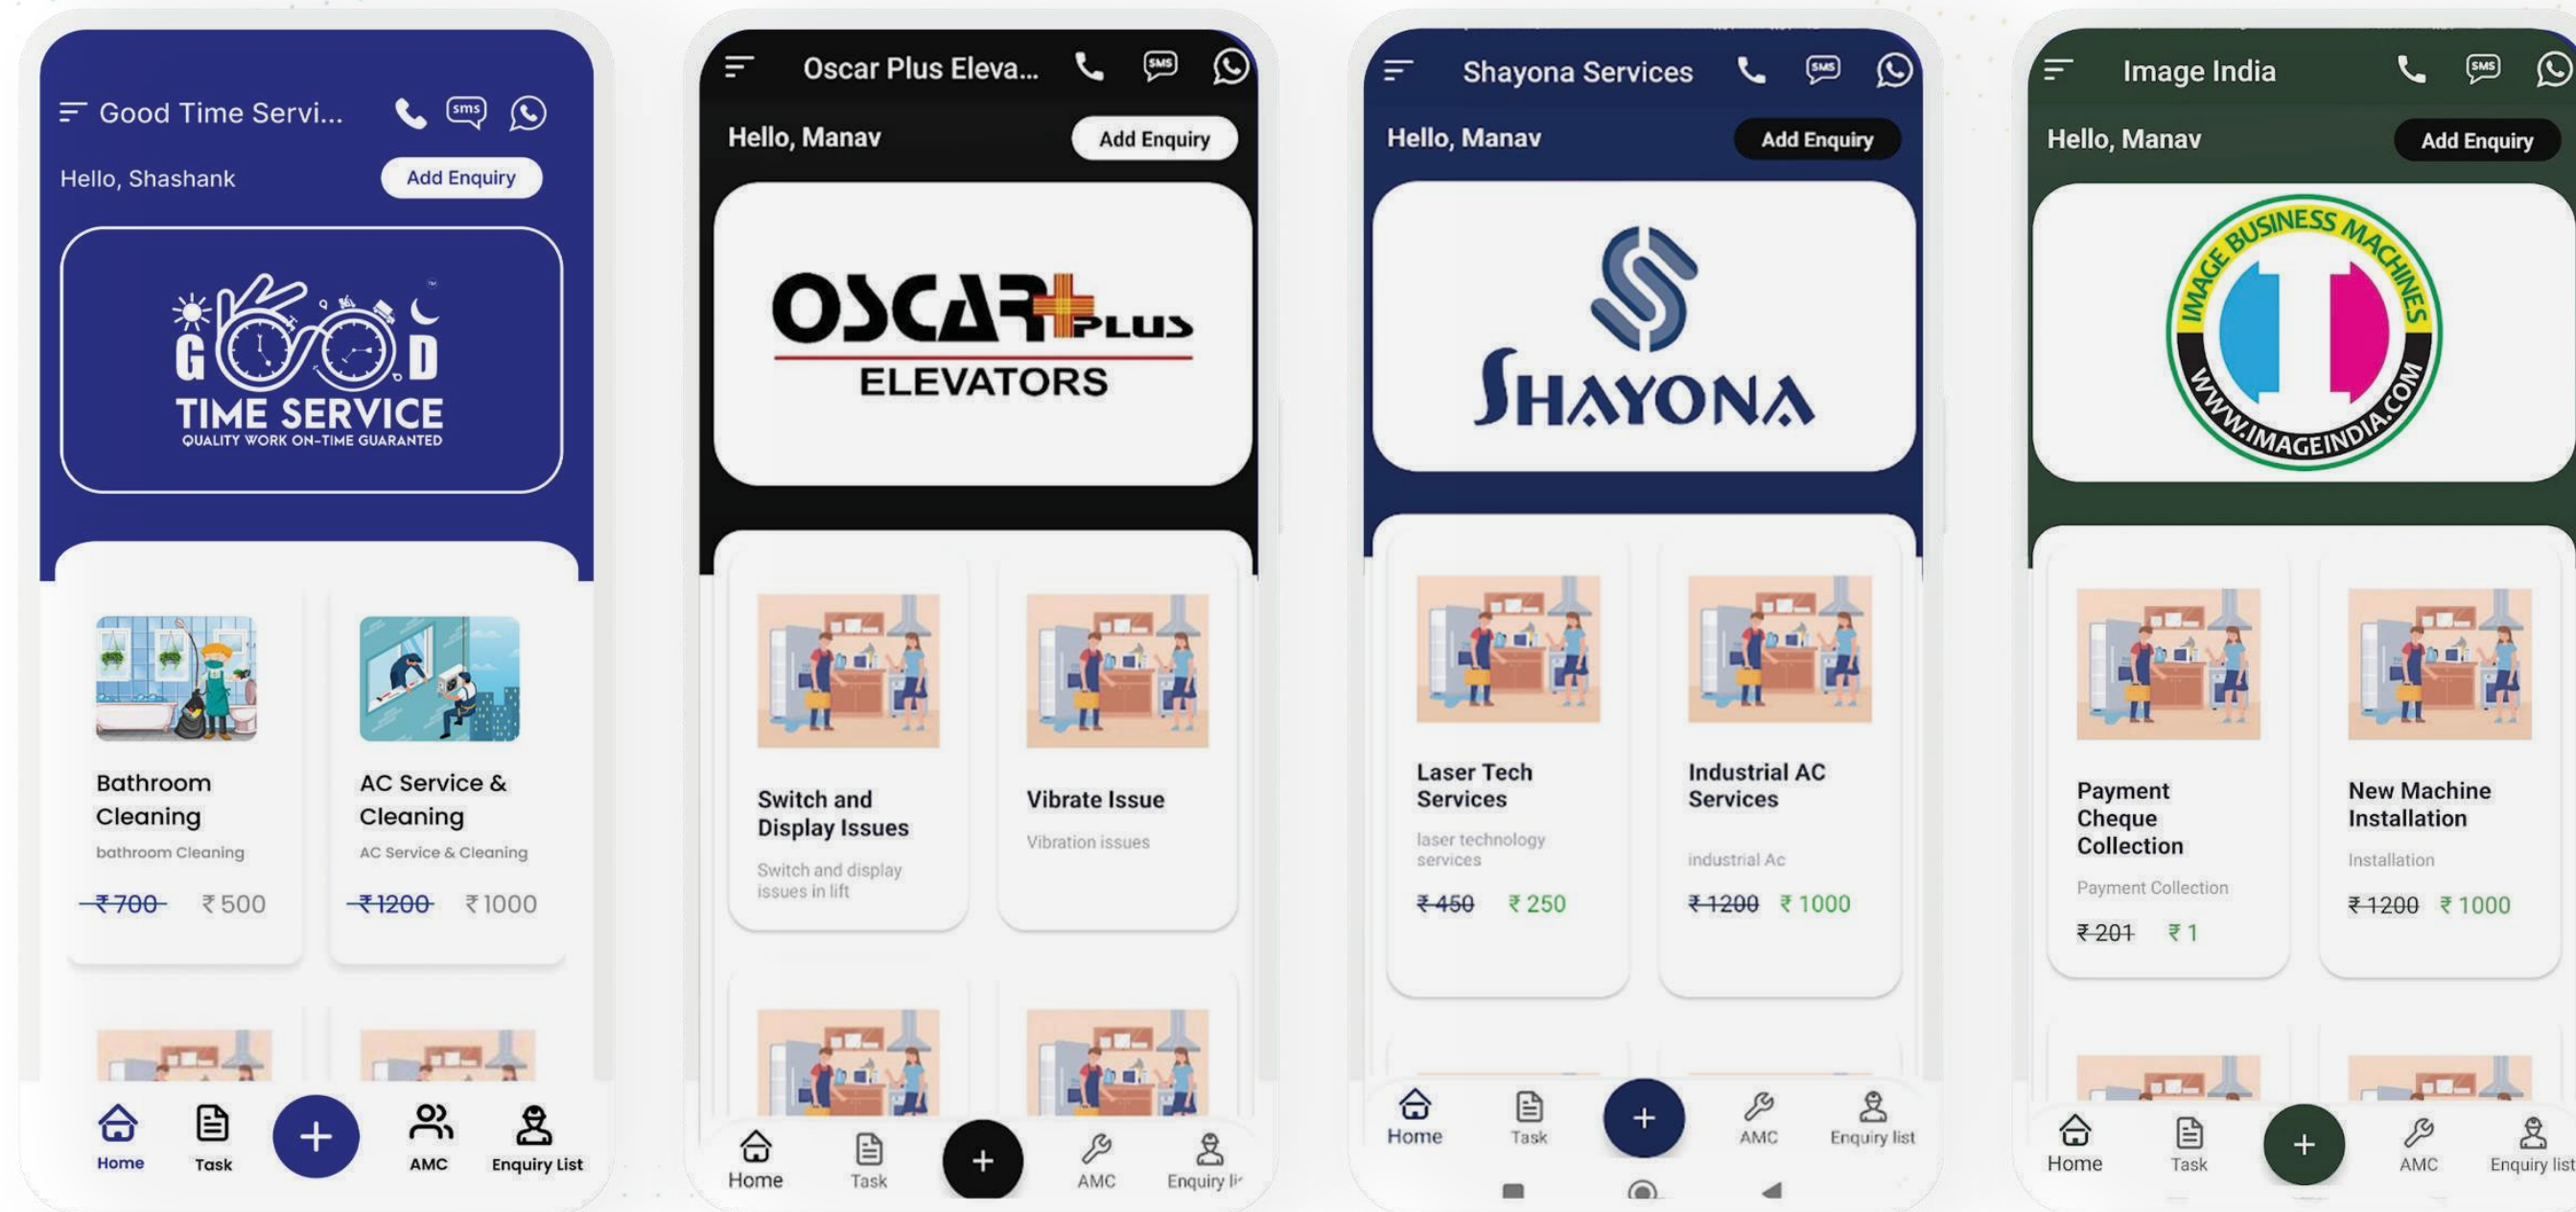 Good Time Servi...
sms
Hello, Shashank
Add Enquiry
GOOD
TIME SERVICE
QUALITY WORK ON-TIME GUARANTED
Bathroom
Cleaning
bathroom Cleaning
₹700 ₹500
AC Service &
Cleaning
AC Service & Cleaning
₹1200 ₹1000
Home
Task
+
AMC
Enquiry List
Oscar Plus Eleva...
SMS
Hello, Manav
Add Enquiry
OSCAR PLUS
ELEVATORS
Switch and
Display Issues
Switch and display
issues in lift
Vibrate Issue
Vibration issues
Home
Task
+
AMC
Enquiry li
Shayona Services
SMS
Hello, Manav
Add Enquiry
SHAYONA
Laser Tech
Services
laser technology
services
₹450 ₹250
Industrial AC
Services
industrial Ac
₹1200 ₹1000
Home
Task
+
AMC
Enquiry list
Image India
SMS
Hello, Manav
Add Enquiry
IMAGE BUSINESS MACHINES
WWW.IMAGEINDIA.COM
Payment
Cheque
Collection
Payment Collection
₹201 ₹1
New Machine
Installation
Installation
₹1200 ₹1000
Home
Task
+
AMC
Enquiry list